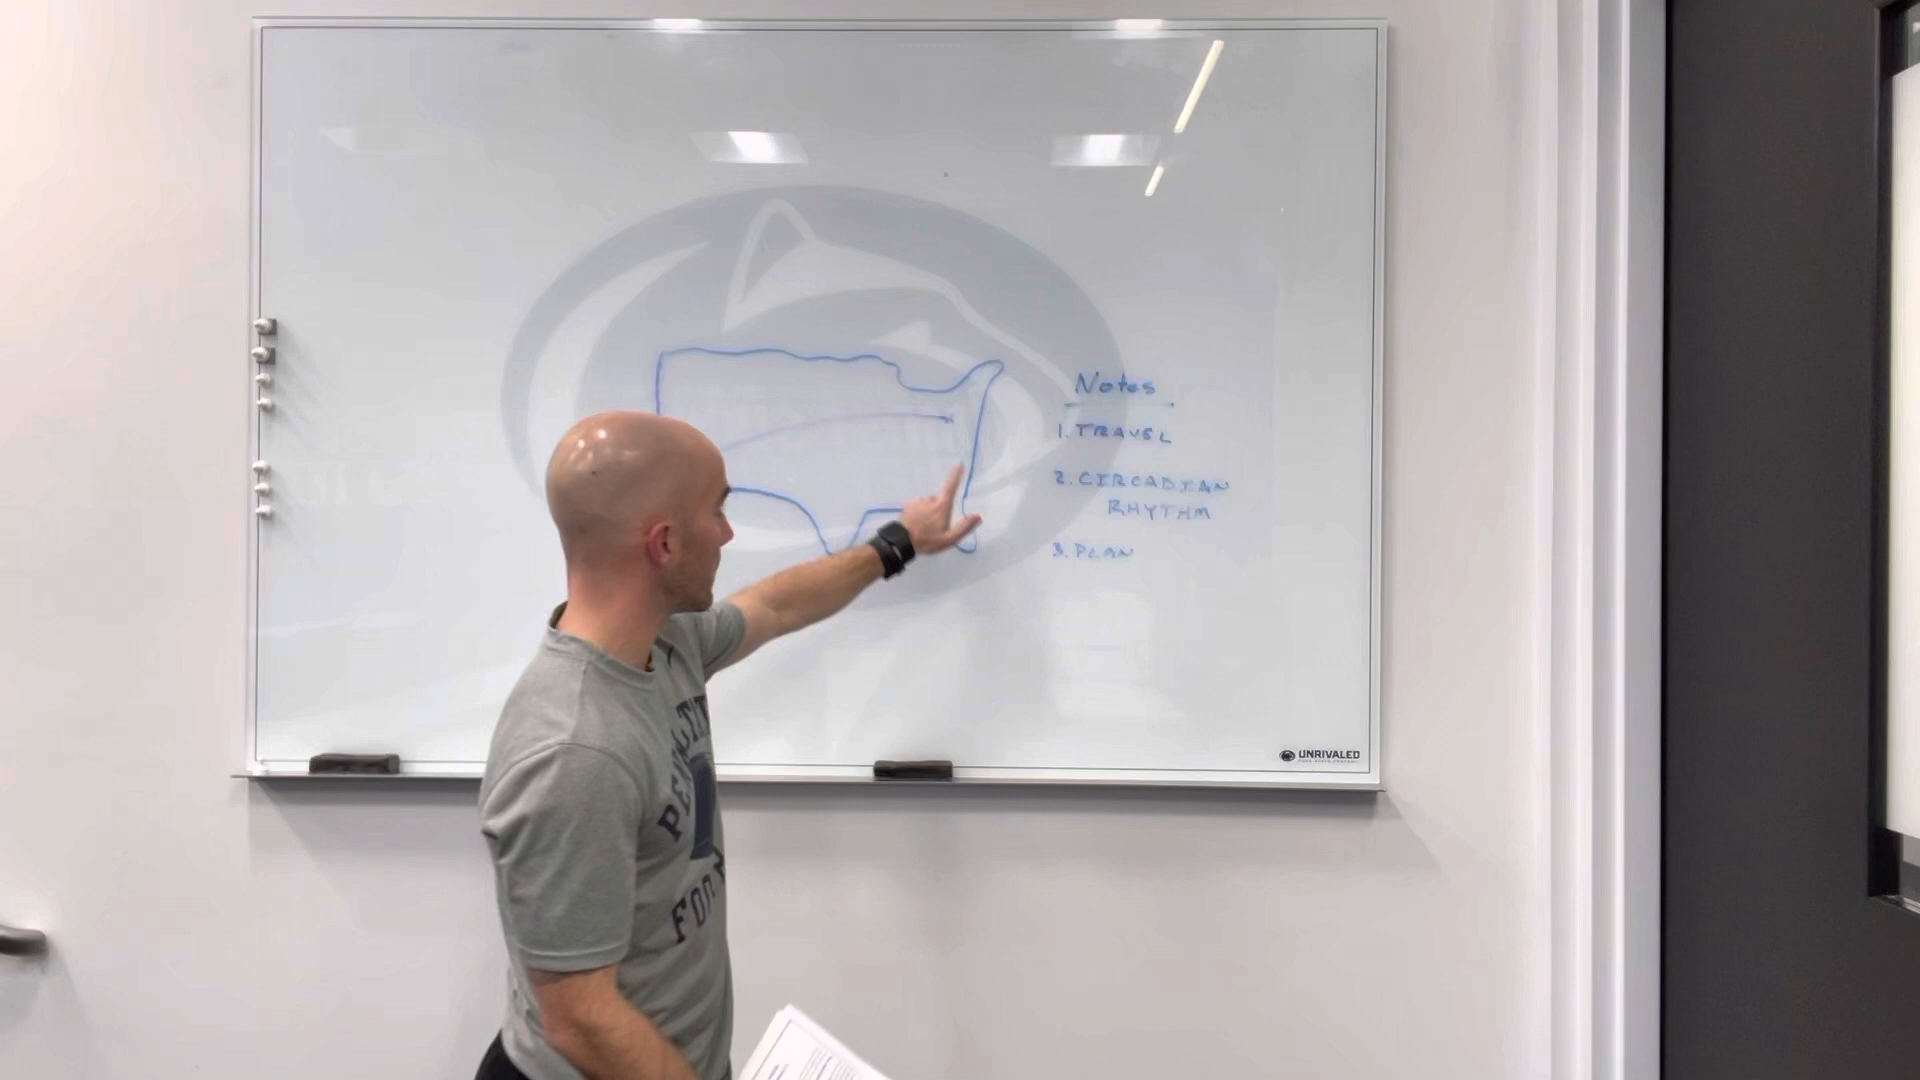 Notes
1. TRAVEL
2. CIRCADIAN
RHYTHM
3. PLAN
UNRIVALED